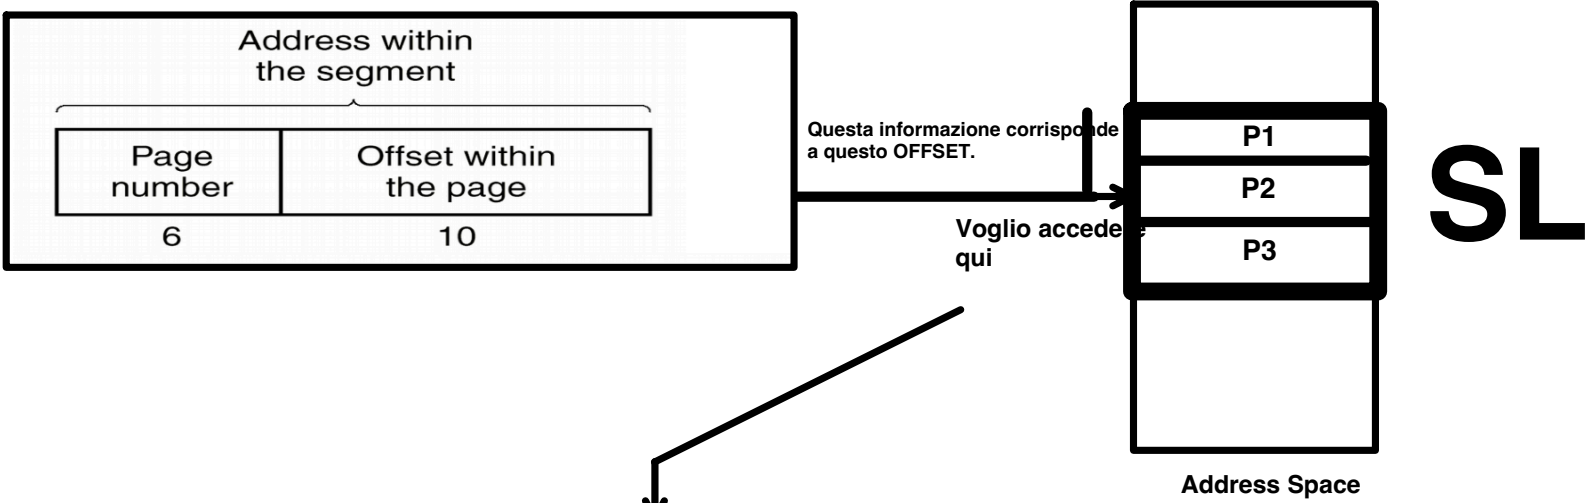 Address within
the segment
Page
number
Offset within
the page
6
10
Questa informazione corrisponde
a questo OFFSET.
Voglio accedere
qui
P1
P2
P3
SL
Address Space